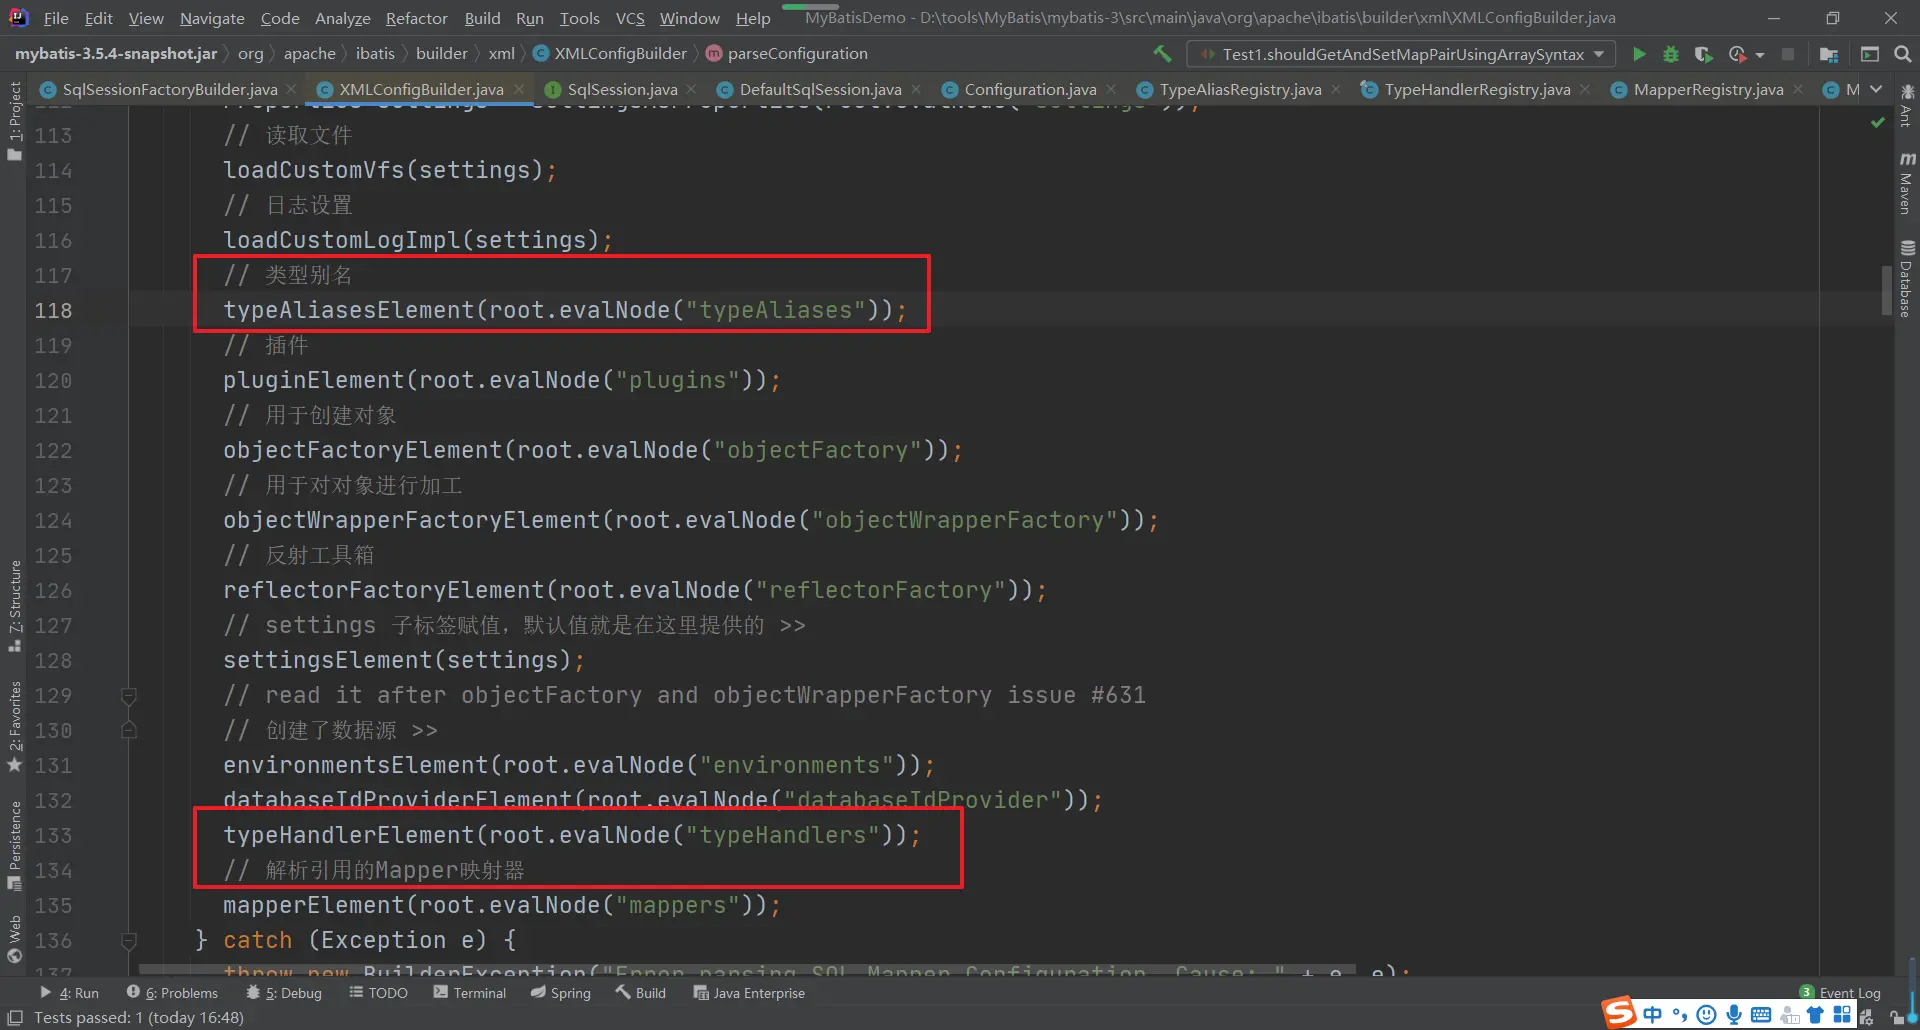 File Edit View Navigate Code Analyze Refactor Build Run Tools VCS Window Help MyBatisDemo - D:\tools\MyBatis\mybatis-3\src\main\java\org\apache\ibatis\builder\xml\XMLConfigBuilder.java
mybatis-3.5.4-snapshot.jar org apache ibatis builder xml XMLConfigBuilder parseConfiguration Test1.shouldGetAndSetMapPairUsingArraySyntax
SqlSessionFactoryBuilder.java XMLConfigBuilder.java SqlSession.java DefaultSqlSession.java Configuration.java TypeAliasRegistry.java TypeHandlerRegistry.java MapperRegistry.java M
113 // 读取文件
114 loadCustomVfs(settings);
115 // 日志设置
116 loadCustomLogImpl(settings);
117 // 类型别名
118 typeAliasesElement(root.evalNode("typeAliases"));
119 // 插件
120 pluginElement(root.evalNode("plugins"));
121 // 用于创建对象
122 objectFactoryElement(root.evalNode("objectFactory"));
123 // 用于对对象进行加工
124 objectWrapperFactoryElement(root.evalNode("objectWrapperFactory"));
125 // 反射工具箱
126 reflectorFactoryElement(root.evalNode("reflectorFactory"));
127 // settings 子标签赋值，默认值就是在这里提供的 >>
128 settingsElement(settings);
129 // read it after objectFactory and objectWrapperFactory issue #631
130 // 创建了数据源 >>
131 environmentsElement(root.evalNode("environments"));
132 databaseIdProviderElement(root.evalNode("databaseIdProvider"));
133 typeHandlerElement(root.evalNode("typeHandlers"));
134 // 解析引用的Mapper映射器
135 mapperElement(root.evalNode("mappers"));
136 } catch (Exception e) {
137 throw new BuilderException("Error parsing SQL Mapper Configuration. Cause: " + e, e);
1: Project
7: Structure
2: Favorites
Persistence
Web
Ant
Maven
Database
4: Run 6: Problems 5: Debug TODO Terminal Spring Build Java Enterprise 3 Event Log
Tests passed: 1 (today 16:48)
中